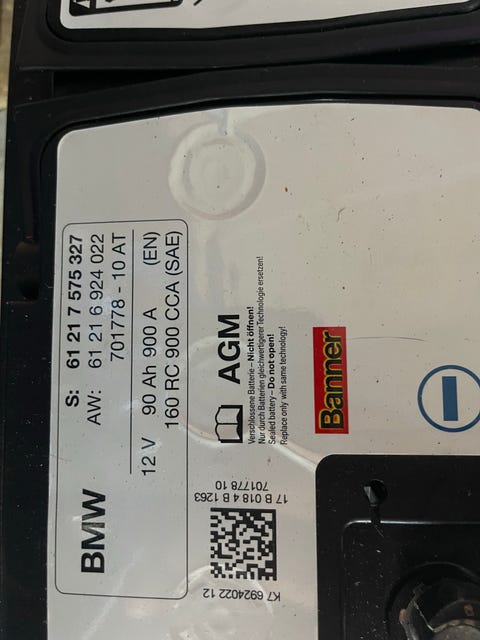 BMW
S: 61 21 7 575 327
AW: 61 21 6 924 022
701778 - 10 AT
12 V 90 Ah 900 A (EN)
160 RC 900 CCA (SAE)
AGM
Verschlossene Batterie – Nicht öffnen!
Nur durch Batterien gleichwertigerer Technologie ersetzen!
Sealed battery – Do not open!
Replace only with same technology!
Banner
17 B 018 4 B 1263
701778 10
K7 6924022 12